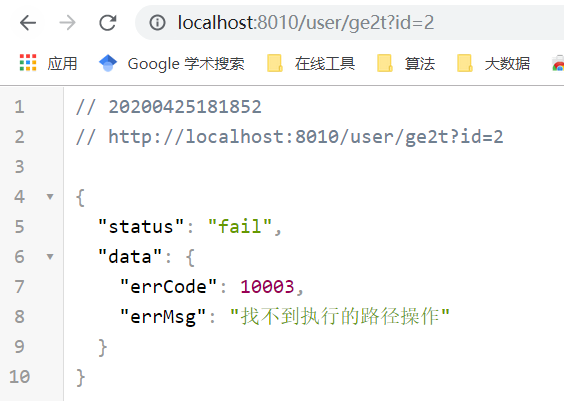 localhost:8010/user/ge2t?id=2
应用 Google 学术搜索 在线工具 算法 大数据
1 // 20200425181852
2 // http://localhost:8010/user/ge2t?id=2
3
4 {
5 "status": "fail",
6 "data": {
7 "errCode": 10003,
8 "errMsg": "找不到执行的路径操作"
9 }
10 }